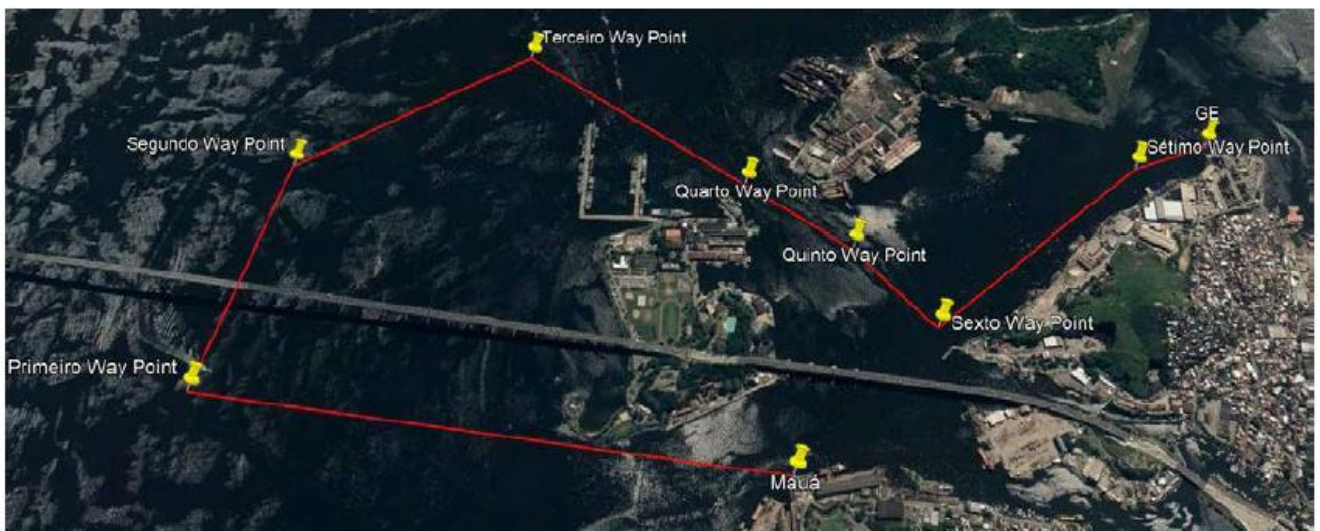 Terceiro Way Point
Segundo Way Point
GE
Sétimo Way Point
Quarto Way Point
Quinto Way Point
Sexto Way Point
Primeiro Way Point
Mauá